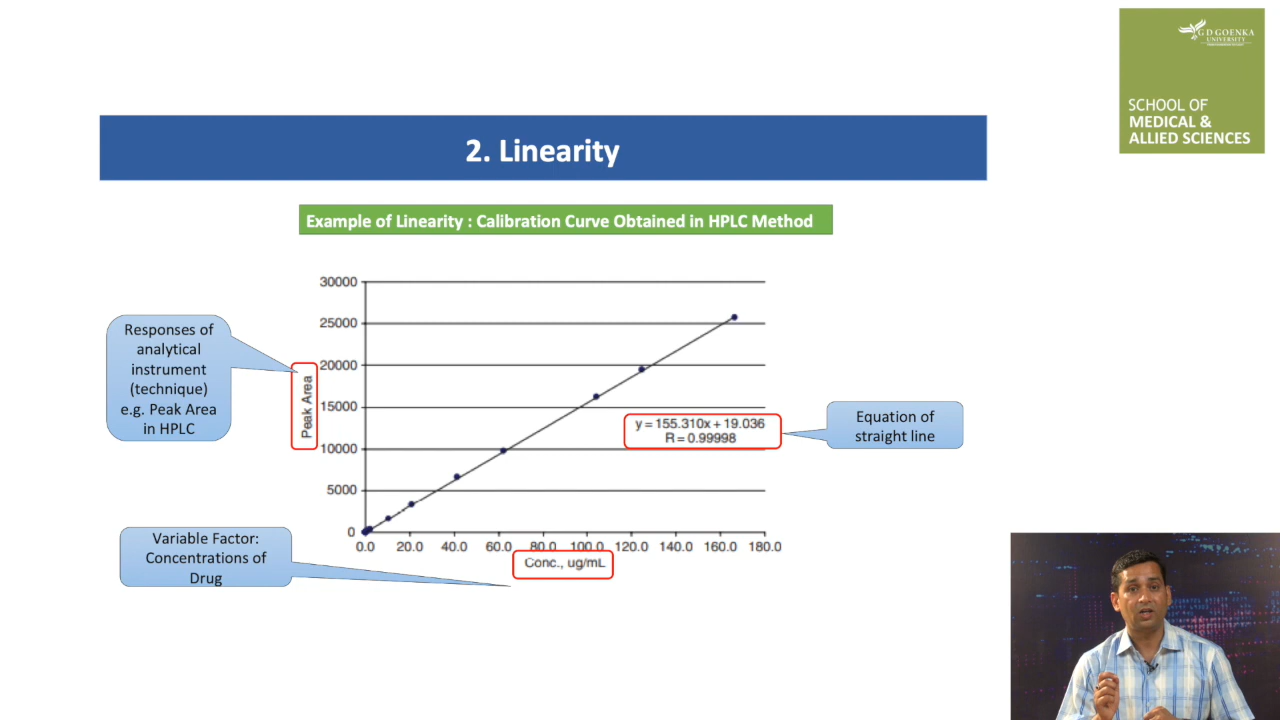 G D GOENKA
UNIVERSITY
SCHOOL OF
MEDICAL &
ALLIED SCIENCES
2. Linearity
Example of Linearity : Calibration Curve Obtained in HPLC Method
Responses of
analytical
instrument
(technique)
e.g. Peak Area
in HPLC
Peak Area
30000
25000
20000
15000
10000
5000
0
0.0 20.0 40.0 60.0 80.0 100.0 120.0 140.0 160.0 180.0
Conc., ug/mL
y = 155.310x + 19.036
R = 0.99998
Equation of
straight line
Variable Factor:
Concentrations of
Drug